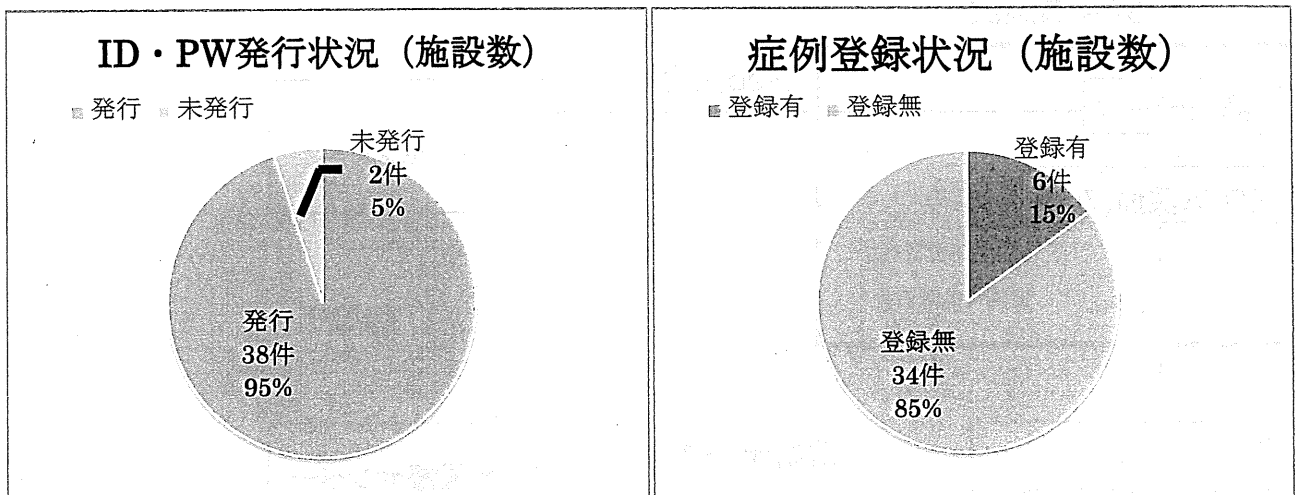 ID・PW発行状況（施設数）
発行 未発行
未発行
2件
5%
発行
38件
95%
症例登録状況（施設数）
登録有 登録無
登録有
6件
15%
登録無
34件
85%